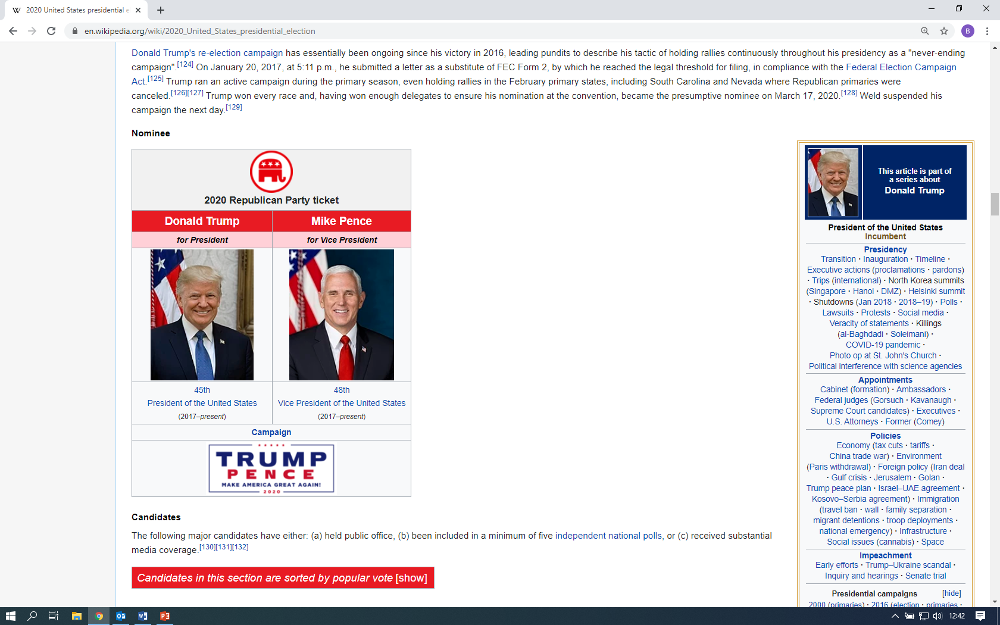 2020 United States presidential e
en.wikipedia.org/wiki/2020_United_States_presidential_election
B
Donald Trump's re-election campaign has essentially been ongoing since his victory in 2016, leading pundits to describe his tactic of holding rallies continuously throughout his presidency as a "never-ending
campaign".[124] On January 20, 2017, at 5:11 p.m., he submitted a letter as a substitute of FEC Form 2, by which he reached the legal threshold for filing, in compliance with the Federal Election Campaign
Act.[125] Trump ran an active campaign during the primary season, even holding rallies in the February primary states, including South Carolina and Nevada where Republican primaries were
canceled.[126][127] Trump won every race and, having won enough delegates to ensure his nomination at the convention, became the presumptive nominee on March 17, 2020.[128] Weld suspended his
campaign the next day.[129]
Nominee
2020 Republican Party ticket
Donald Trump Mike Pence
for President for Vice President
45th 48th
President of the United States Vice President of the United States
(2017–present) (2017–present)
Campaign
TRUMP
PENCE
MAKE AMERICA GREAT AGAIN!
2020
Candidates
The following major candidates have either: (a) held public office, (b) been included in a minimum of five independent national polls, or (c) received substantial
media coverage.[130][131][132]
Candidates in this section are sorted by popular vote [show]
This article is part of
a series about
Donald Trump
President of the United States
Incumbent
Presidency
Transition · Inauguration · Timeline ·
Executive actions (proclamations · pardons)
· Trips (international) · North Korea summits
(Singapore · Hanoi · DMZ) · Helsinki summit
· Shutdowns (Jan 2018 · 2018–19) · Polls ·
Lawsuits · Protests · Social media ·
Veracity of statements · Killings
(al-Baghdadi · Soleimani) ·
COVID-19 pandemic ·
Photo op at St. John's Church ·
Political interference with science agencies
Appointments
Cabinet (formation) · Ambassadors ·
Federal judges (Gorsuch · Kavanaugh ·
Supreme Court candidates) · Executives ·
U.S. Attorneys · Former (Comey)
Policies
Economy (tax cuts · tariffs ·
China trade war) · Environment
(Paris withdrawal) · Foreign policy (Iran deal
· Gulf crisis · Jerusalem · Golan ·
Trump peace plan · Israel–UAE agreement ·
Kosovo–Serbia agreement) · Immigration
(travel ban · wall · family separation ·
migrant detentions · troop deployments ·
national emergency) · Infrastructure ·
Social issues (cannabis) · Space
Impeachment
Early efforts · Trump–Ukraine scandal ·
Inquiry and hearings · Senate trial
Presidential campaigns [hide]
2000 (primaries) · 2016 (election · primaries ·
12:42